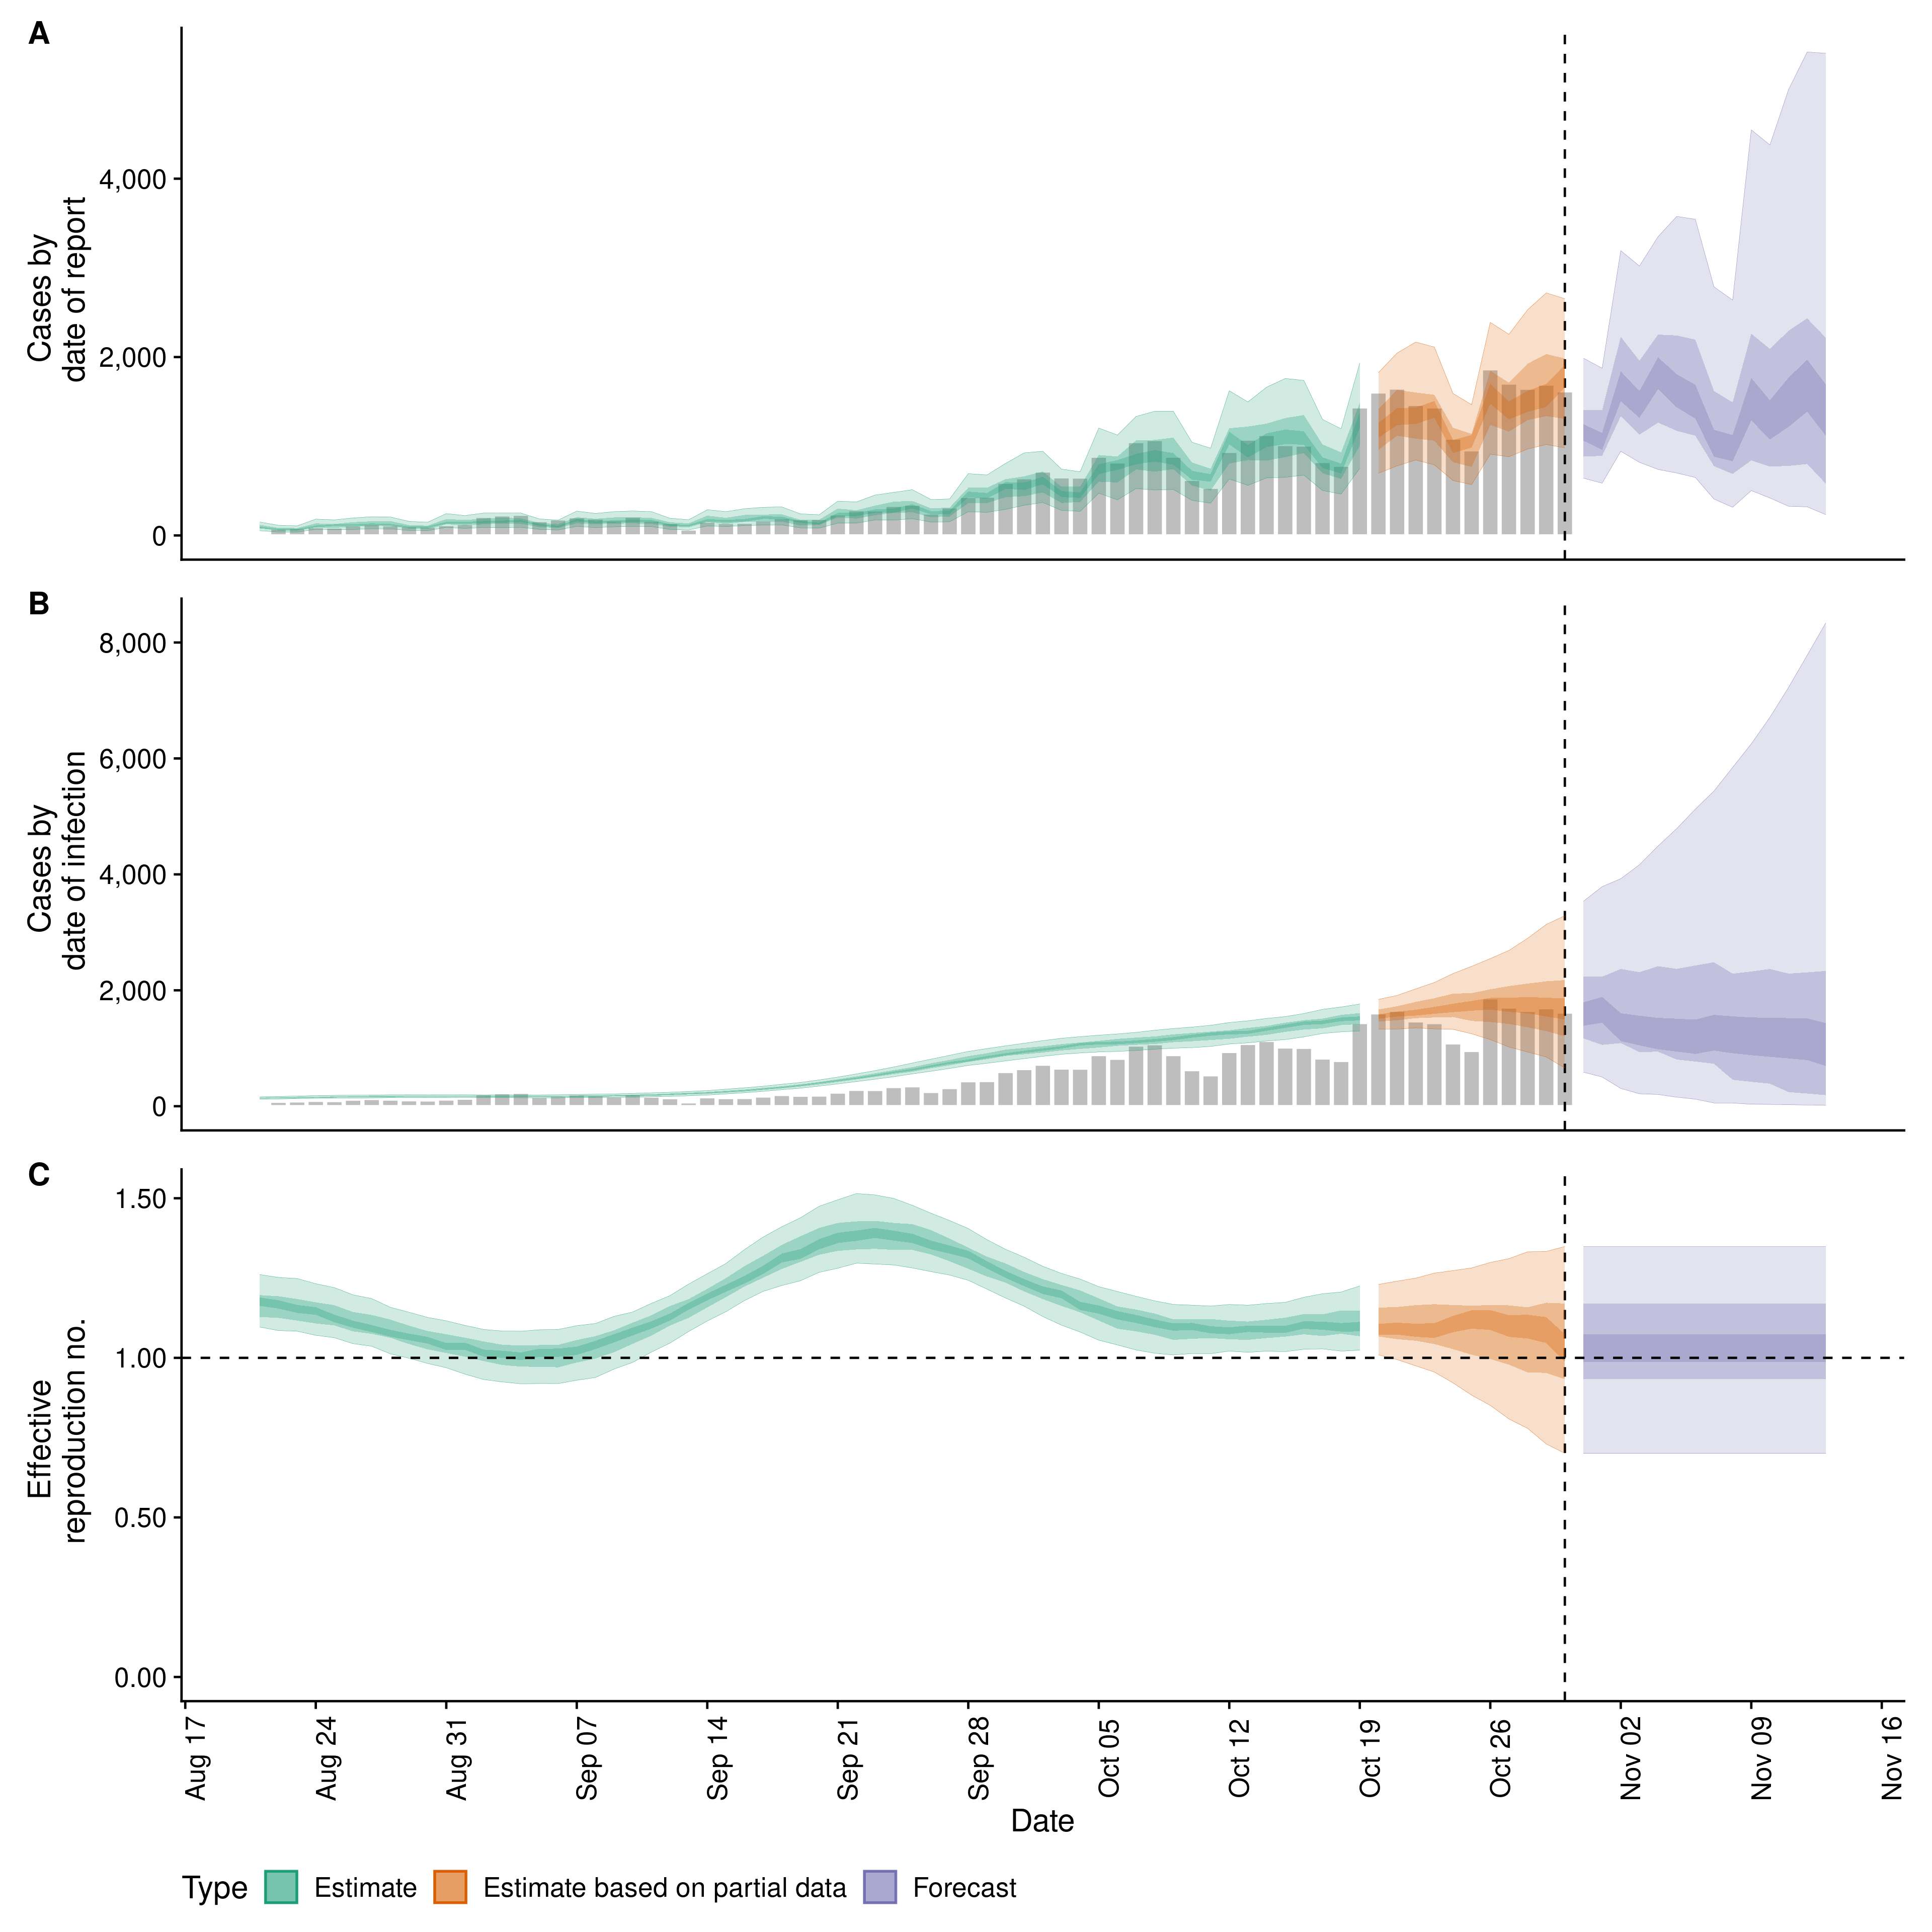 A
Cases by
date of report
4,000
2,000
0
B
Cases by
date of infection
8,000
6,000
4,000
2,000
0
C
Effective
reproduction no.
1.50
1.00
0.50
0.00
Aug 17
Aug 24
Aug 31
Sep 07
Sep 14
Sep 21
Sep 28
Oct 05
Oct 12
Oct 19
Oct 26
Nov 02
Nov 09
Nov 16
Date
Type Estimate Estimate based on partial data Forecast